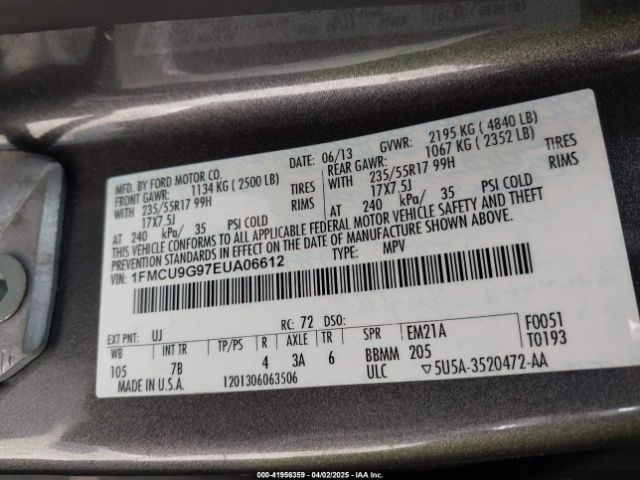 MFD. BY FORD MOTOR CO. DATE: 06/13 GVWR: 2195 KG ( 4840 LB)
FRONT GAWR: 1134 KG ( 2500 LB) REAR GAWR: 1067 KG ( 2352 LB)
WITH 235/55R17 99H TIRES WITH 235/55R17 99H TIRES
17X7.5J RIMS 17X7.5J RIMS
AT 240 kPa/ 35 PSI COLD AT 240 kPa/ 35 PSI COLD
THIS VEHICLE CONFORMS TO ALL APPLICABLE FEDERAL MOTOR VEHICLE SAFETY AND THEFT
PREVENTION STANDARDS IN EFFECT ON THE DATE OF MANUFACTURE SHOWN ABOVE.
VIN: 1FMCU9G97EUA06612 TYPE: MPV
EXT PNT: UJ RC: 72 DSO: F0051
WB INT TR TP/PS R AXLE TR SPR EM21A T0193
105 7B 4 3A 6 BBMM 205
MADE IN U.S.A. 1201306063506 ULC ▽5U5A-3520472-AA
000-41956359 - 04/02/2025 - IAA Inc.